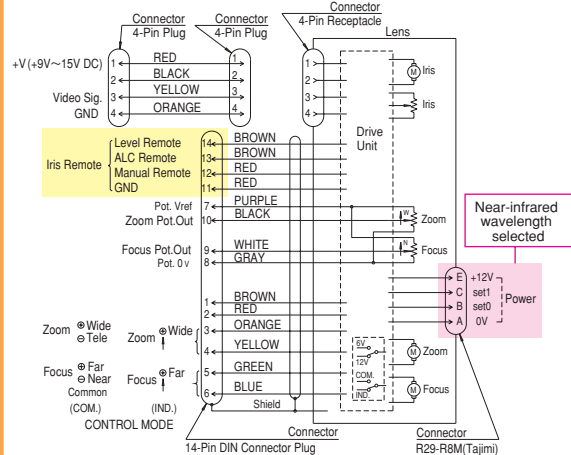 Connector
4-Pin Plug
Connector
4-Pin Plug
Connector
4-Pin Receptacle
Lens
+V (+9V～15V DC) 1 RED 1
2 BLACK 2
Video Sig. 3 YELLOW 3
GND 4 ORANGE 4
1
2
3
4
M Iris
Iris
Drive
Unit
Iris Remote
Level Remote 14 BROWN
ALC Remote 13 BROWN
Manual Remote 12 RED
GND 11 RED
Pot. Vref 7 PURPLE
Zoom Pot.Out 10 BLACK
W Zoom
Focus Pot.Out 9 WHITE
Pot. 0 v 8 GRAY
N Focus
Near-infrared
wavelength
selected
E +12V
C set1
B set0
A 0V
Power
1 BROWN
2 RED
3 ORANGE
4 YELLOW
5 GREEN
6 BLUE
Shield
Zoom ⊕Wide
⊖Tele
Zoom ⊕Wide
Focus ⊕Far
⊖Near
Focus ⊕Far
Common
(COM.) (IND.)
CONTROL MODE
6V
12V
COM.
IND.
M Zoom
M Focus
Connector
14-Pin DIN Connector Plug
Connector
R29-R8M(Tajimi)